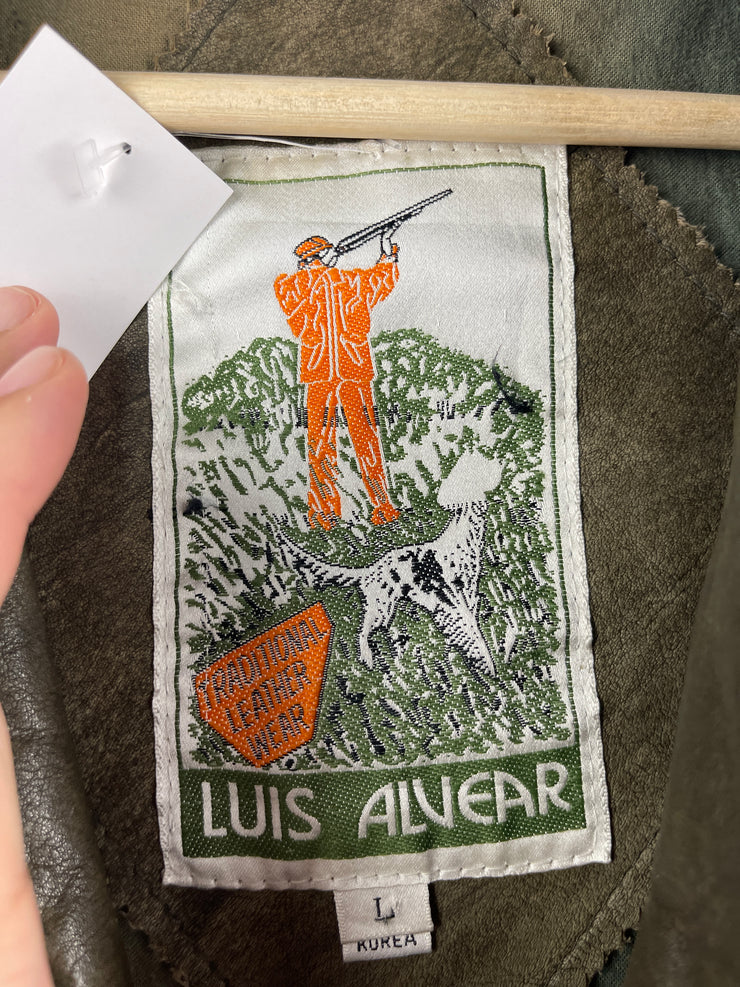 TRADITIONAL
LEATHER
WEAR
LUIS ALVEAR
L
KOREA